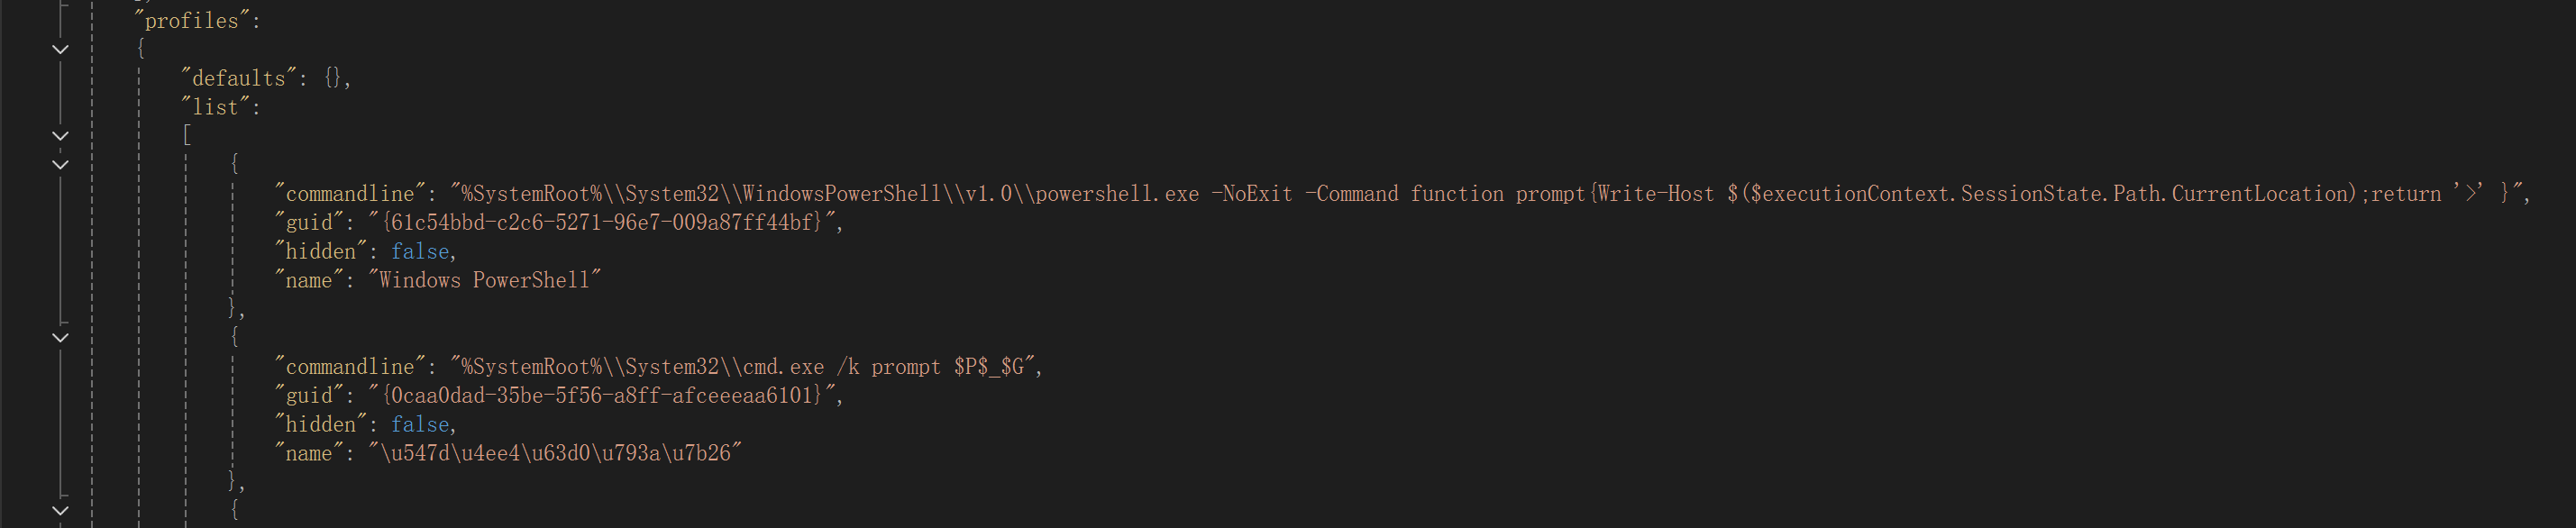 "profiles":
{
"defaults": {},
"list":
[
{
"commandline": "%SystemRoot%\\System32\\WindowsPowerShell\\v1.0\\powershell.exe -NoExit -Command function prompt{Write-Host $($executionContext.SessionState.Path.CurrentLocation);return '>' }",
"guid": "{61c54bbd-c2c6-5271-96e7-009a87ff44bf}",
"hidden": false,
"name": "Windows PowerShell"
},
{
"commandline": "%SystemRoot%\\System32\\cmd.exe /k prompt $P$_$G",
"guid": "{0caa0dad-35be-5f56-a8ff-afceeeaa6101}",
"hidden": false,
"name": "\u547d\u4ee4\u63d0\u793a\u7b26"
},
{